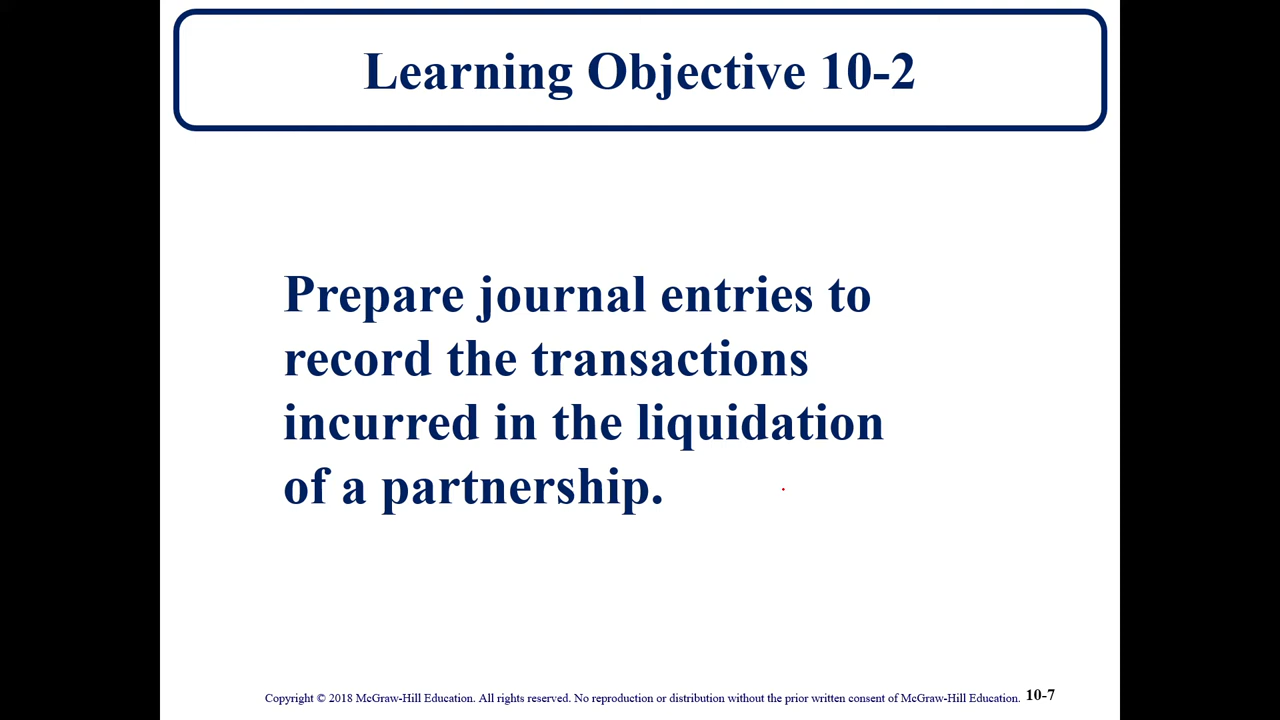 Learning Objective 10-2
Prepare journal entries to
record the transactions
incurred in the liquidation
of a partnership.
Copyright © 2018 McGraw-Hill Education. All rights reserved. No reproduction or distribution without the prior written consent of McGraw-Hill Education. 10-7